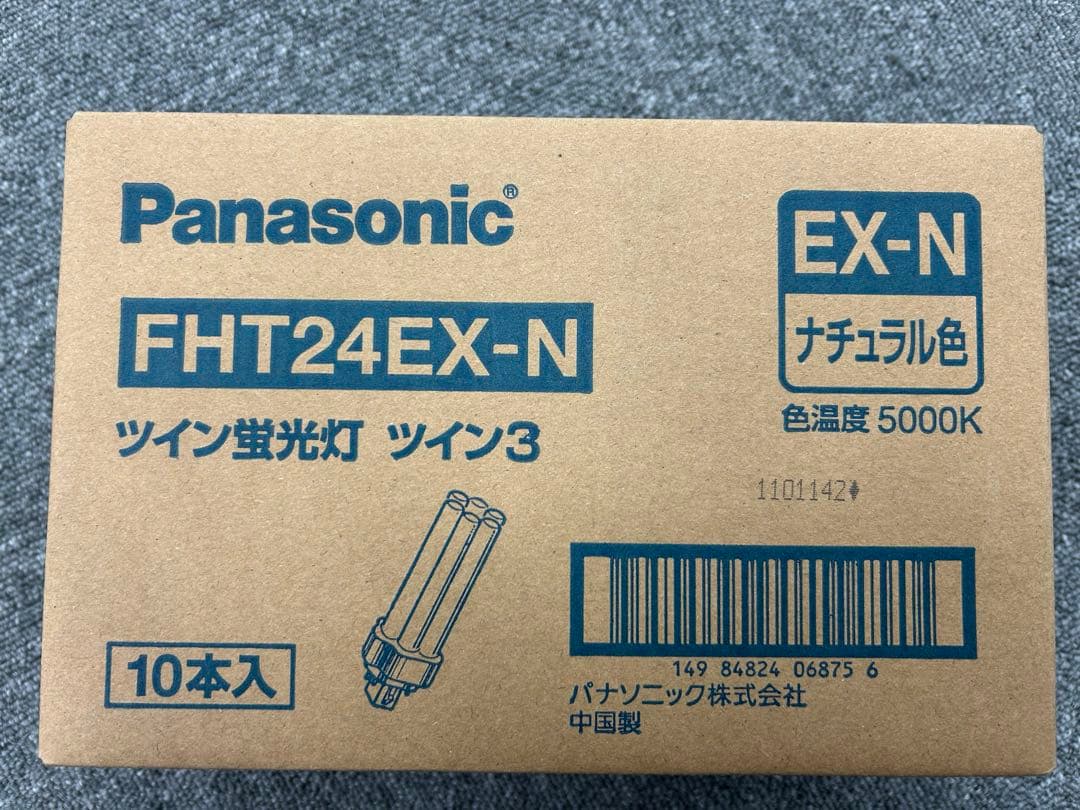 Panasonic®
FHT24EX-N
ツイン蛍光灯 ツイン3
EX-N
ナチュラル色
色温度 5000K
1101142♦
10本入
149 84824 06875 6
パナソニック株式会社
中国製